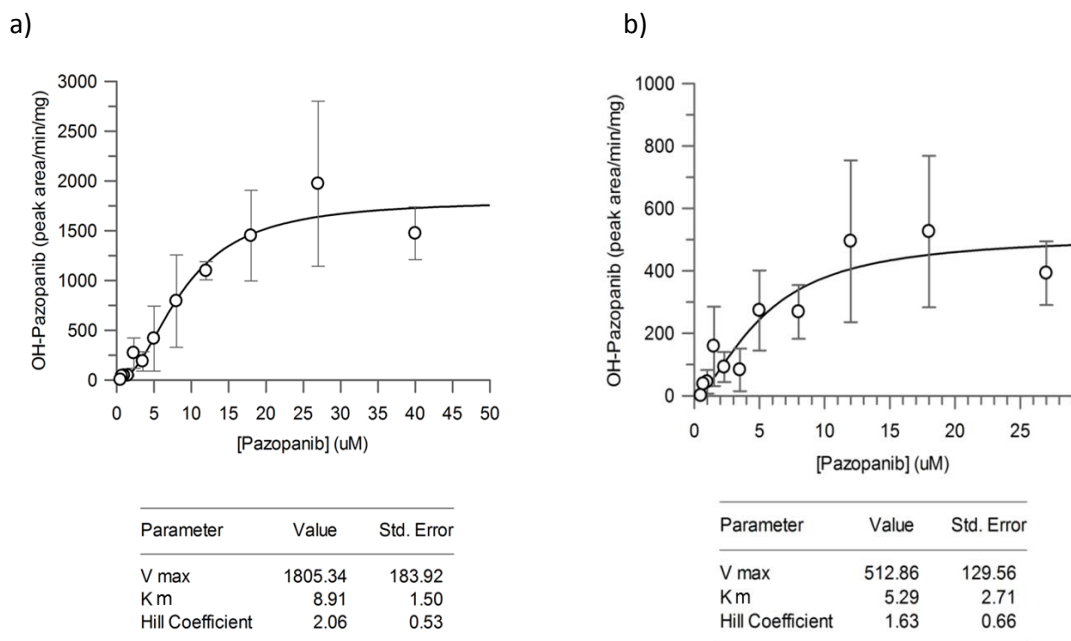 a)
3000
2500
2000
1500
1000
500
0
OH-Pazopanib (peak area/min/mg)
0 5 10 15 20 25 30 35 40 45 50
[Pazopanib] (uM)
Parameter Value Std. Error
V max 1805.34 183.92
K m 8.91 1.50
Hill Coefficient 2.06 0.53
b)
1000
800
600
400
200
0
OH-Pazopanib (peak area/min/mg)
0 5 10 15 20 25
[Pazopanib] (uM)
Parameter Value Std. Error
V max 512.86 129.56
K m 5.29 2.71
Hill Coefficient 1.63 0.66